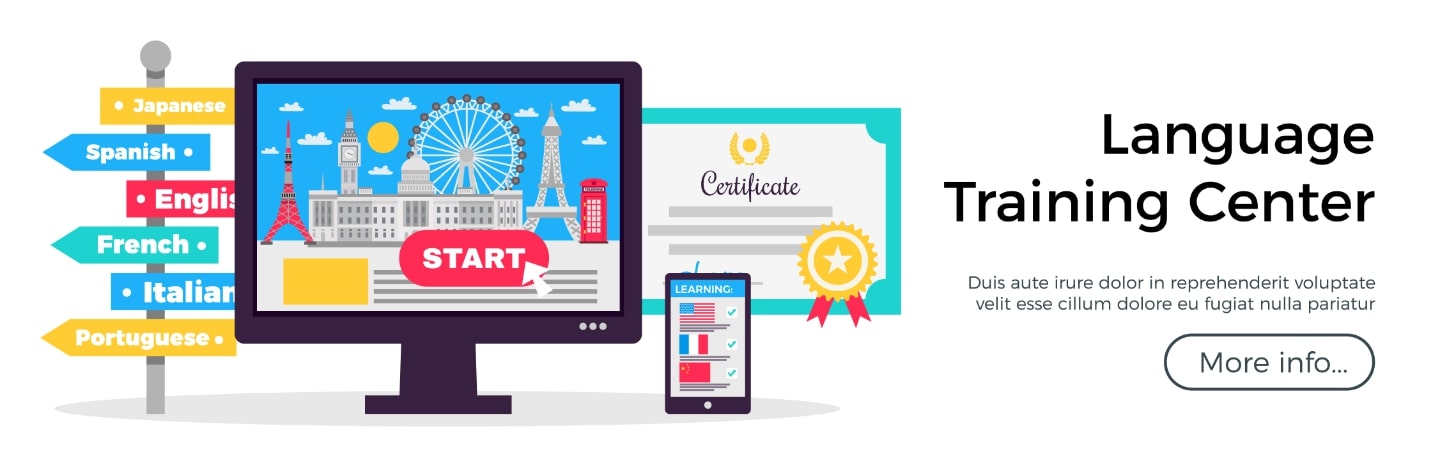 Japanese
Spanish
Englis
French
Italian
Portuguese
START
Certificate
LEARNING:
Language
Training Center
Duis aute irure dolor in reprehenderit voluptate
velit esse cillum dolore eu fugiat nulla pariatur
More info...